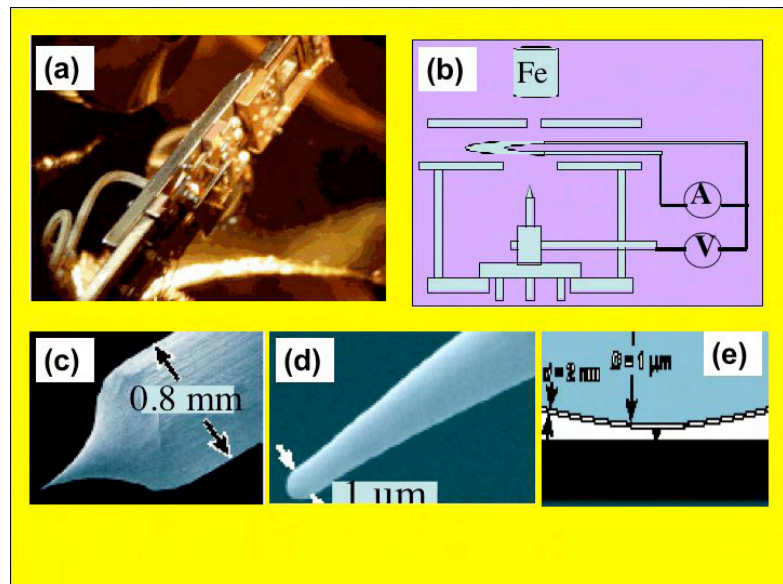 (a)
(b)
Fe
A
V
(c)
0.8 mm
(d)
1 µm
(e)
d = 2 nm
Ø = 1 µm